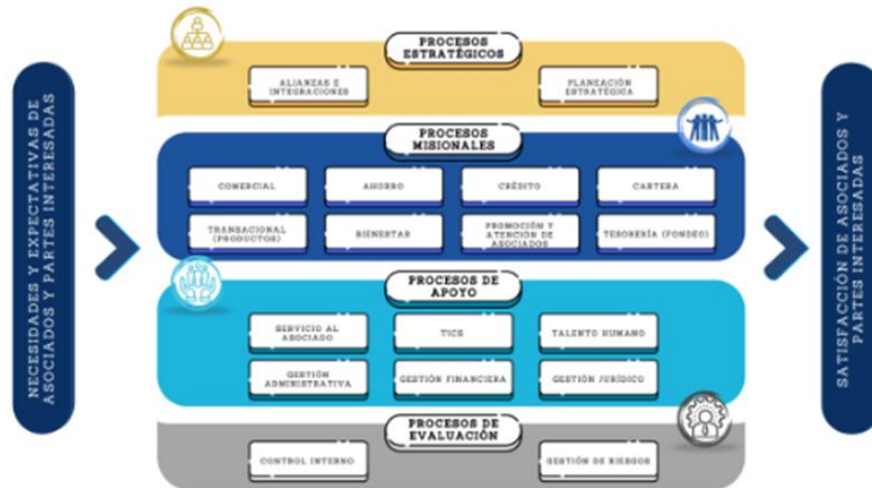 NECESIDADES Y EXPECTATIVAS DE
ASOCIADOS Y PARTES INTERESADAS
PROCESOS
ESTRATÉGICOS
ALIANZAS E
INTEGRACIONES
PLANEACIÓN
ESTRATÉGICA
PROCESOS
MISIONALES
COMERCIAL
AHORRO
CRÉDITO
CARTERA
TRANSACIONAL
(PRODUCTOS)
BIENESTAR
PROMOCIÓN Y
ATENCIÓN DE
ASOCIADOS
TESORERÍA (FONDEO)
PROCESOS DE
APOYO
SERVICIO AL
ASOCIADO
TICS
TALENTO HUMANO
GESTIÓN
ADMINISTRATIVA
GESTIÓN FINANCIERA
GESTIÓN JURÍDICO
PROCESOS DE
EVALUACIÓN
CONTROL INTERNO
GESTIÓN DE RIESGOS
SATISFACCIÓN DE ASOCIADOS Y
PARTES INTERESADAS